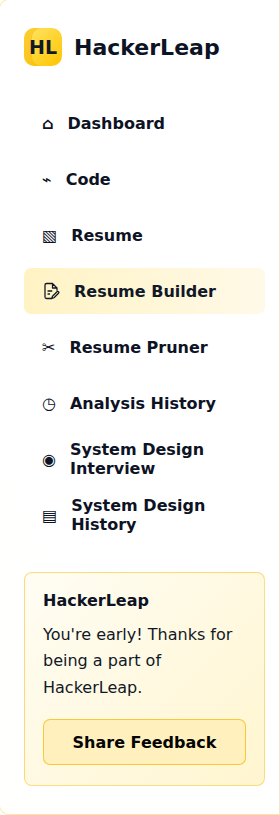 HL HackerLeap
Dashboard
Code
Resume
Resume Builder
Resume Pruner
Analysis History
System Design
Interview
System Design
History
HackerLeap
You're early! Thanks for
being a part of
HackerLeap.
Share Feedback